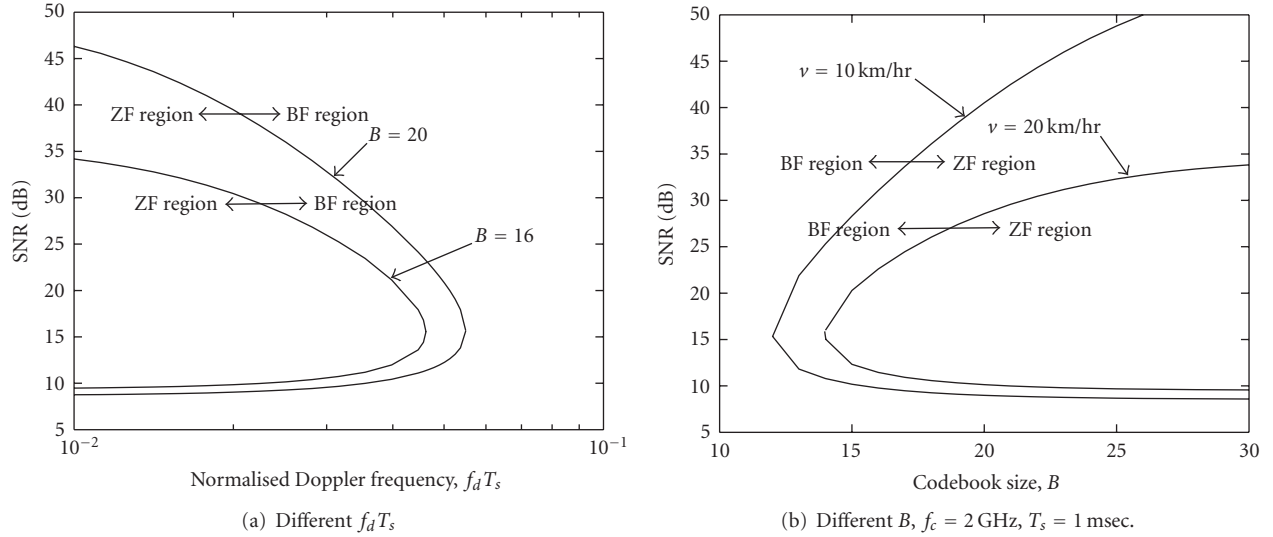 50
45
40
35
30
25
20
15
10
5
SNR (dB)
ZF region
BF region
B = 20
ZF region
BF region
B = 16
10⁻²
10⁻¹
Normalised Doppler frequency, f_d T_s
(a) Different f_d T_s
50
45
40
35
30
25
20
15
10
5
SNR (dB)
v = 10 km/hr
v = 20 km/hr
BF region
ZF region
BF region
ZF region
10
15
20
25
30
Codebook size, B
(b) Different B, f_c = 2 GHz, T_s = 1 msec.